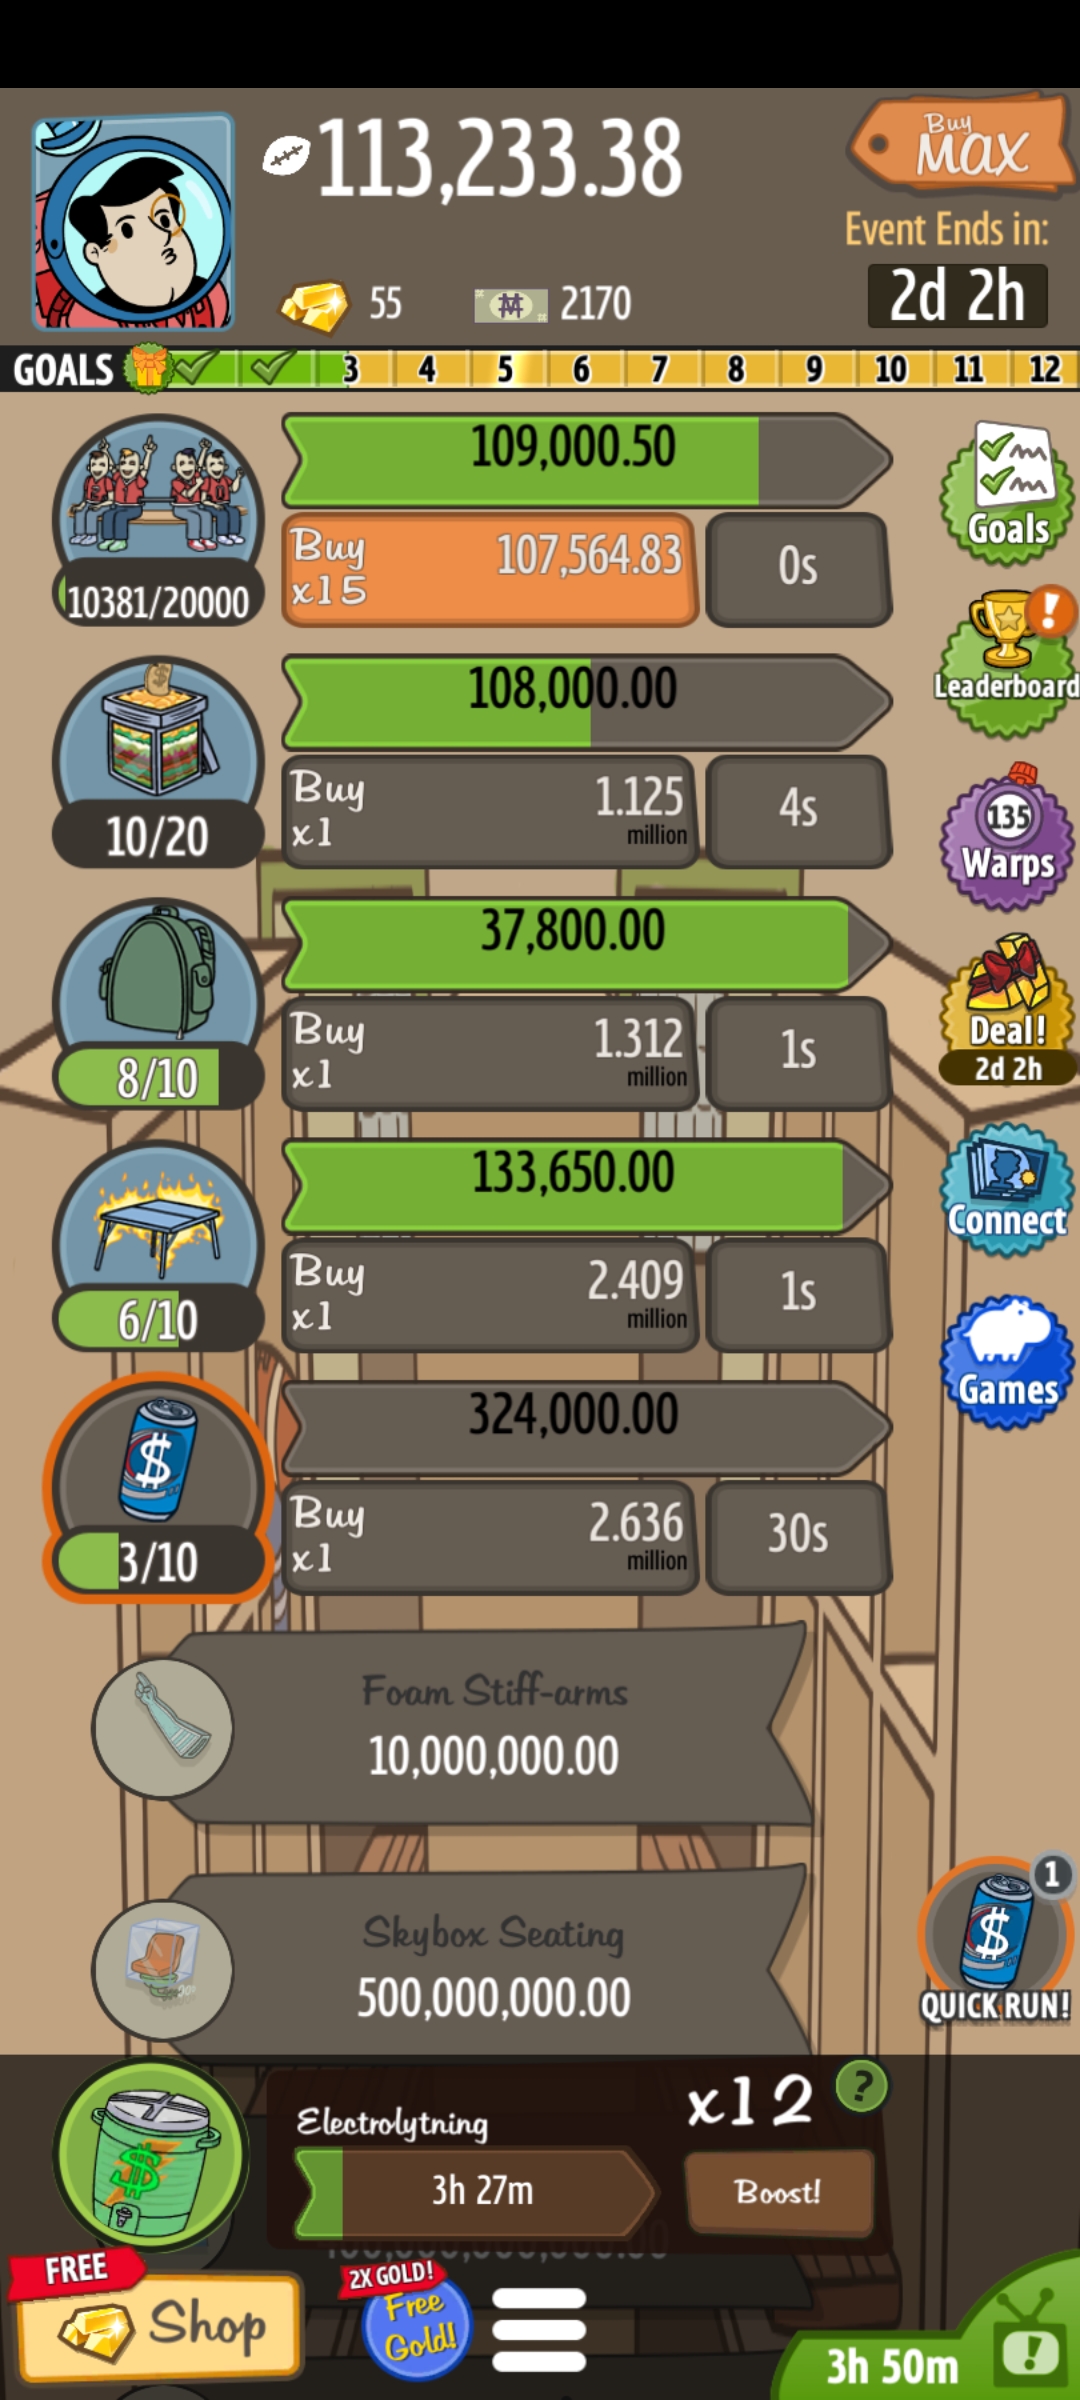 113,233.38
Buy
MAX
Event Ends in:
2d 2h
55
2170
GOALS 3 4 5 6 7 8 9 10 11 12
109,000.50
10381/20000
Buy
x15
107,564.83
0s
Goals
Leaderboard
108,000.00
10/20
Buy
x1
1.125
million
4s
135
Warps
37,800.00
8/10
Buy
x1
1.312
million
1s
Deal!
2d 2h
133,650.00
6/10
Buy
x1
2.409
million
1s
Connect
324,000.00
3/10
Buy
x1
2.636
million
30s
Games
Foam Stiff-arms
10,000,000.00
Skybox Seating
500,000,000.00
1
QUICK RUN!
Electrolytning
3h 27m
x12
?
Boost!
FREE
Shop
2X GOLD!
Free
Gold!
3h 50m